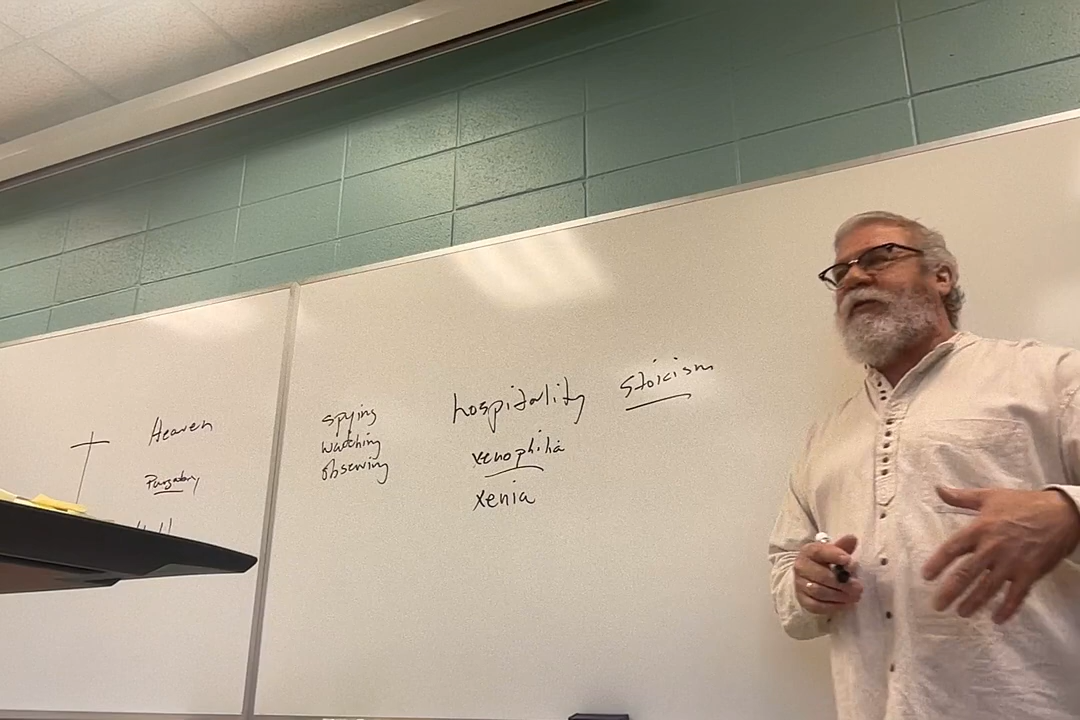 Heaven
Purgatory
spying
watching
observing
hospitality
xenophilia
xenia
Stoicism